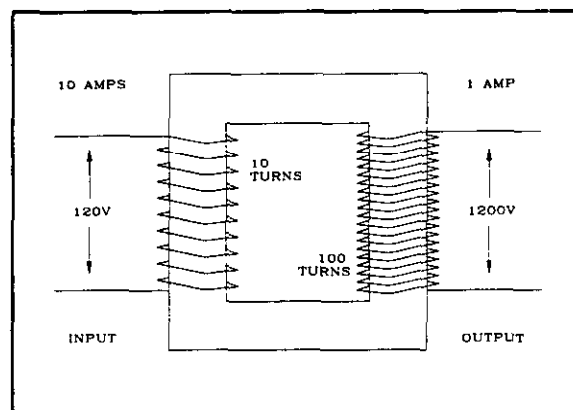 10 AMPS
1 AMP
10
TURNS
120V
1200V
100
TURNS
INPUT
OUTPUT